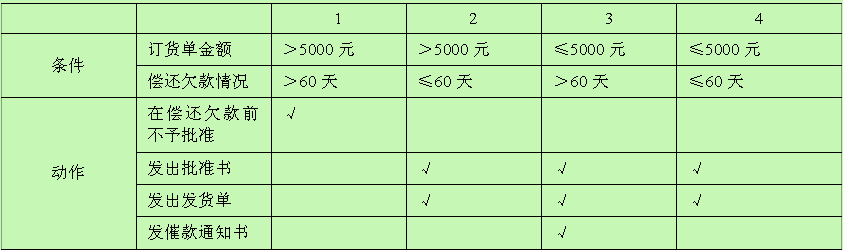 1 2 3 4
条件 订货单金额 ＞5000 元 ＞5000 元 ≤5000 元 ≤5000 元
偿还欠款情况 ＞60 天 ≤60 天 ＞60 天 ≤60 天
动作 在偿还欠款前 √
不予批准
发出批准书 √ √ √
发出发货单 √ √ √
发催款通知书 √